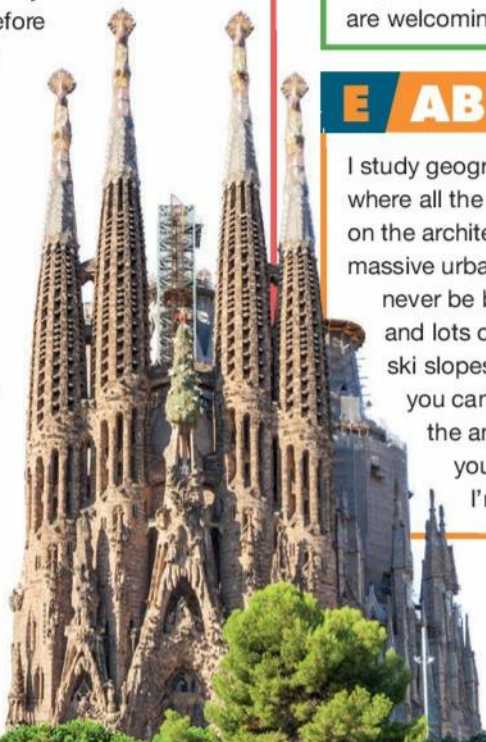 efore
are welcomin
E AB
I study geogr
where all the
on the archite
massive urba
never be b
and lots o
ski slopes
you can
the ar
you
I'r